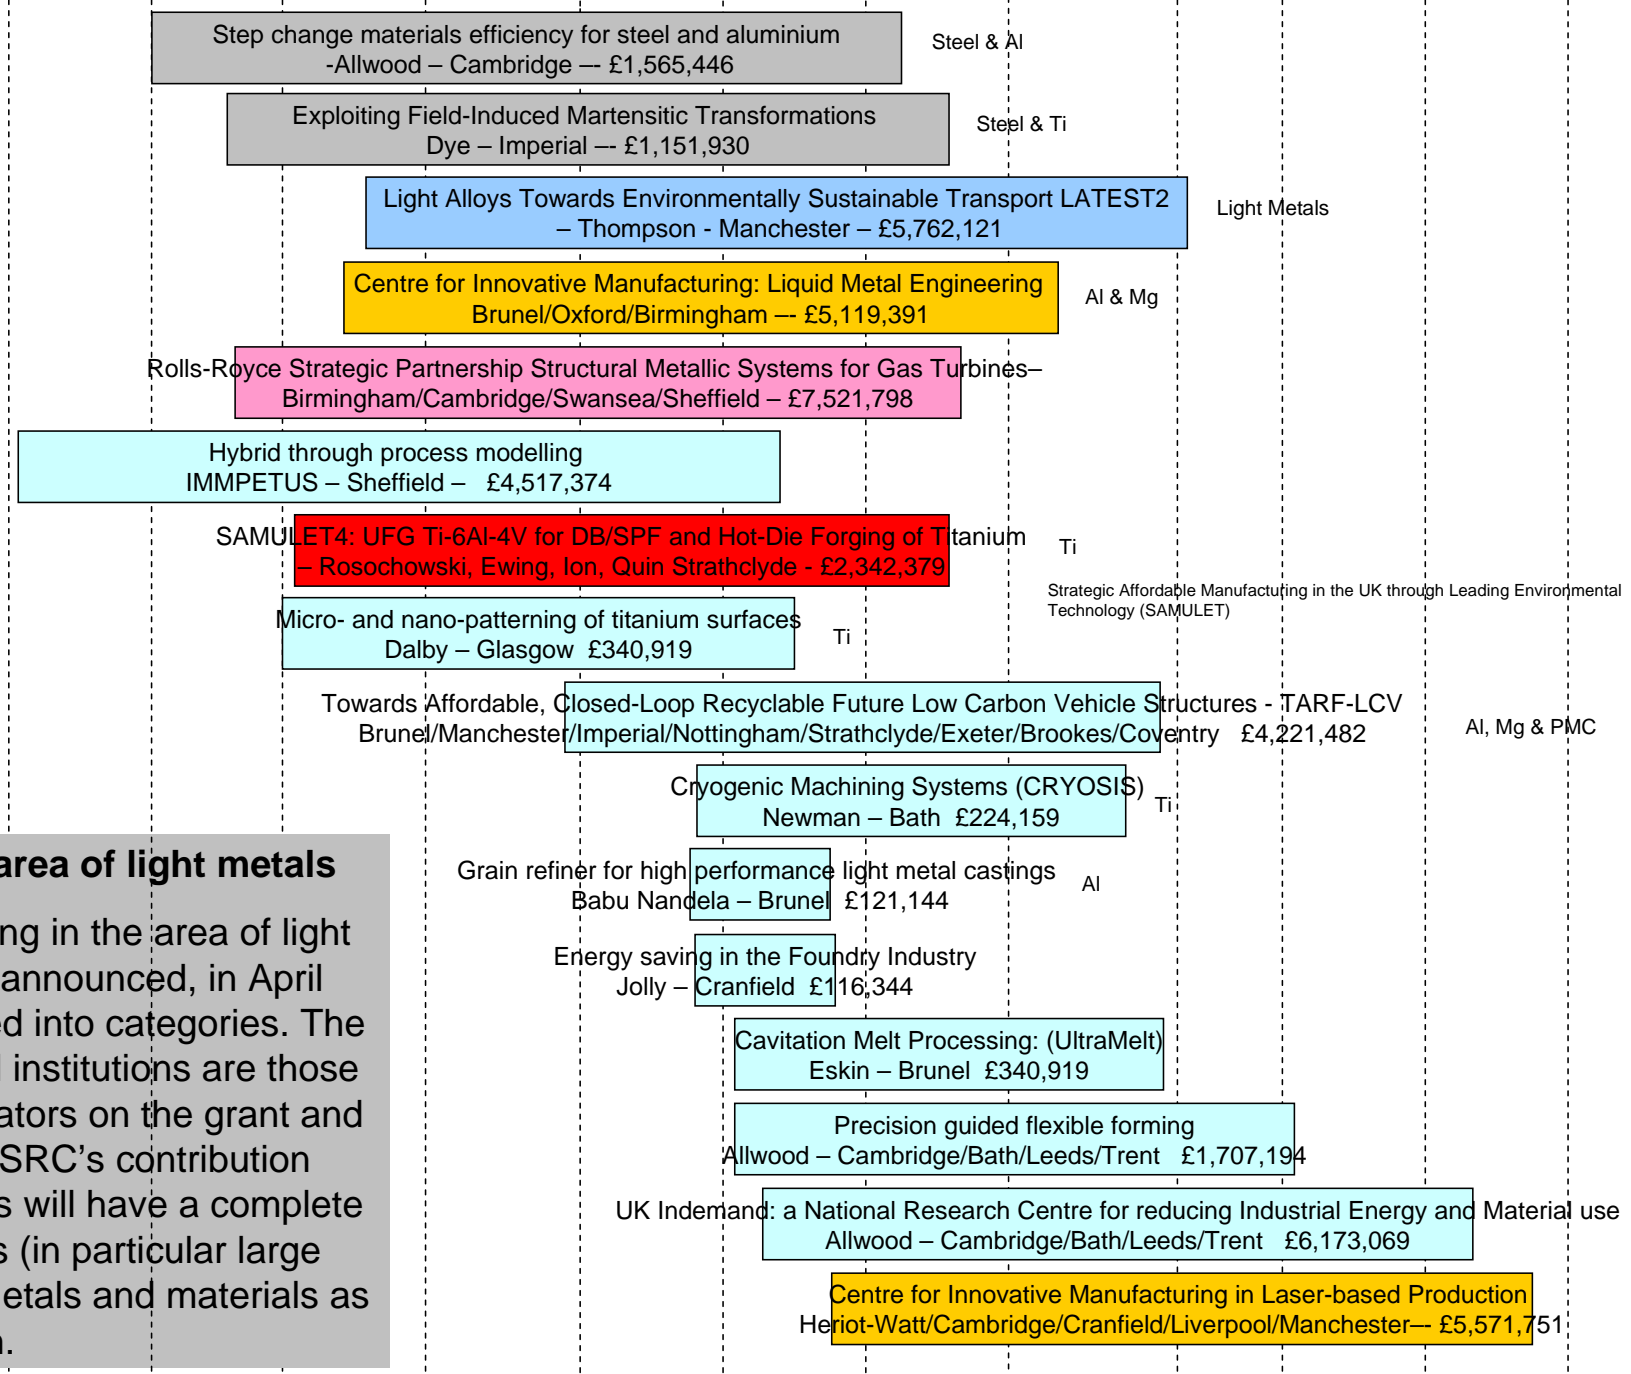 Step change materials efficiency for steel and aluminium
-Allwood – Cambridge –- £1,565,446
Steel & Al
Exploiting Field-Induced Martensitic Transformations
Dye – Imperial –- £1,151,930
Steel & Ti
Light Alloys Towards Environmentally Sustainable Transport LATEST2
– Thompson - Manchester – £5,762,121
Light Metals
Centre for Innovative Manufacturing: Liquid Metal Engineering
Brunel/Oxford/Birmingham –- £5,119,391
Al & Mg
Rolls-Royce Strategic Partnership Structural Metallic Systems for Gas Turbines–
Birmingham/Cambridge/Swansea/Sheffield – £7,521,798
Hybrid through process modelling
IMMPETUS – Sheffield – £4,517,374
SAMULET4: UFG Ti-6Al-4V for DB/SPF and Hot-Die Forging of Titanium
– Rosochowski, Ewing, Ion, Quin Strathclyde - £2,342,379
Ti
Strategic Affordable Manufacturing in the UK through Leading Environmental
Technology (SAMULET)
Micro- and nano-patterning of titanium surfaces
Dalby – Glasgow £340,919
Ti
Towards Affordable, Closed-Loop Recyclable Future Low Carbon Vehicle Structures - TARF-LCV
Brunel/Manchester/Imperial/Nottingham/Strathclyde/Exeter/Brookes/Coventry £4,221,482
Al, Mg & PMC
Cryogenic Machining Systems (CRYOSIS)
Newman – Bath £224,159
Ti
Grain refiner for high performance light metal castings
Babu Nandela – Brunel £121,144
Al
Energy saving in the Foundry Industry
Jolly – Cranfield £116,344
Cavitation Melt Processing: (UltraMelt)
Eskin – Brunel £340,919
Precision guided flexible forming
Allwood – Cambridge/Bath/Leeds/Trent £1,707,194
UK Indemand: a National Research Centre for reducing Industrial Energy and Material use
Allwood – Cambridge/Bath/Leeds/Trent £6,173,069
Centre for Innovative Manufacturing in Laser-based Production
Heriot-Watt/Cambridge/Cranfield/Liverpool/Manchester–- £5,571,751
area of light metals
ng in the area of light
announced, in April
ed into categories. The
institutions are those
ators on the grant and
SRC's contribution
s will have a complete
s (in particular large
etals and materials as